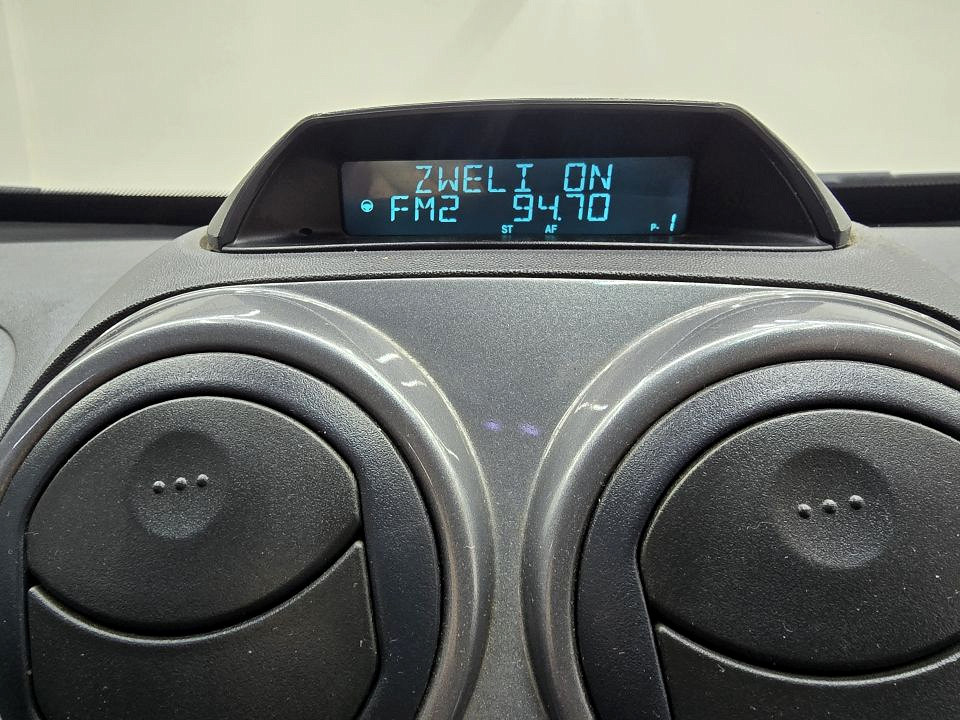 ZWELI ON
FM2 94.70
ST AF P-1